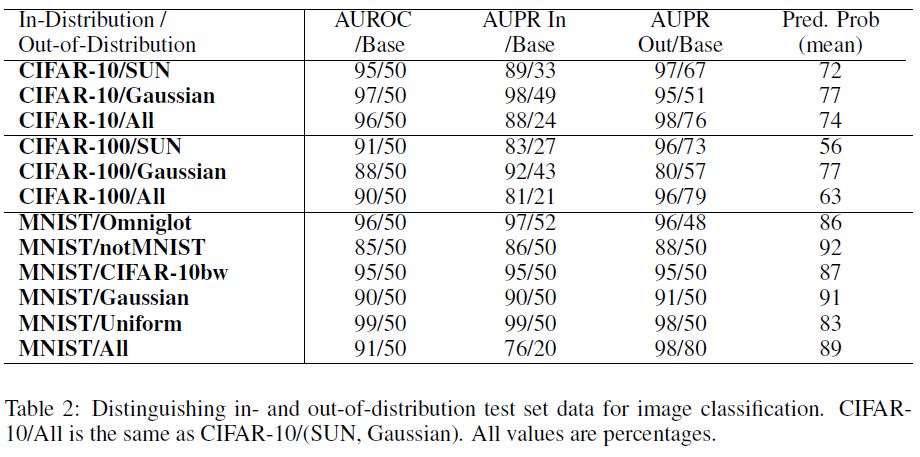 In-Distribution / AUROC AUPR In AUPR Pred. Prob
Out-of-Distribution /Base /Base Out/Base (mean)
CIFAR-10/SUN 95/50 89/33 97/67 72
CIFAR-10/Gaussian 97/50 98/49 95/51 77
CIFAR-10/All 96/50 88/24 98/76 74
CIFAR-100/SUN 91/50 83/27 96/73 56
CIFAR-100/Gaussian 88/50 92/43 80/57 77
CIFAR-100/All 90/50 81/21 96/79 63
MNIST/Omniglot 96/50 97/52 96/48 86
MNIST/notMNIST 85/50 86/50 88/50 92
MNIST/CIFAR-10bw 95/50 95/50 95/50 87
MNIST/Gaussian 90/50 90/50 91/50 91
MNIST/Uniform 99/50 99/50 98/50 83
MNIST/All 91/50 76/20 98/80 89
Table 2: Distinguishing in- and out-of-distribution test set data for image classification. CIFAR-
10/All is the same as CIFAR-10/(SUN, Gaussian). All values are percentages.